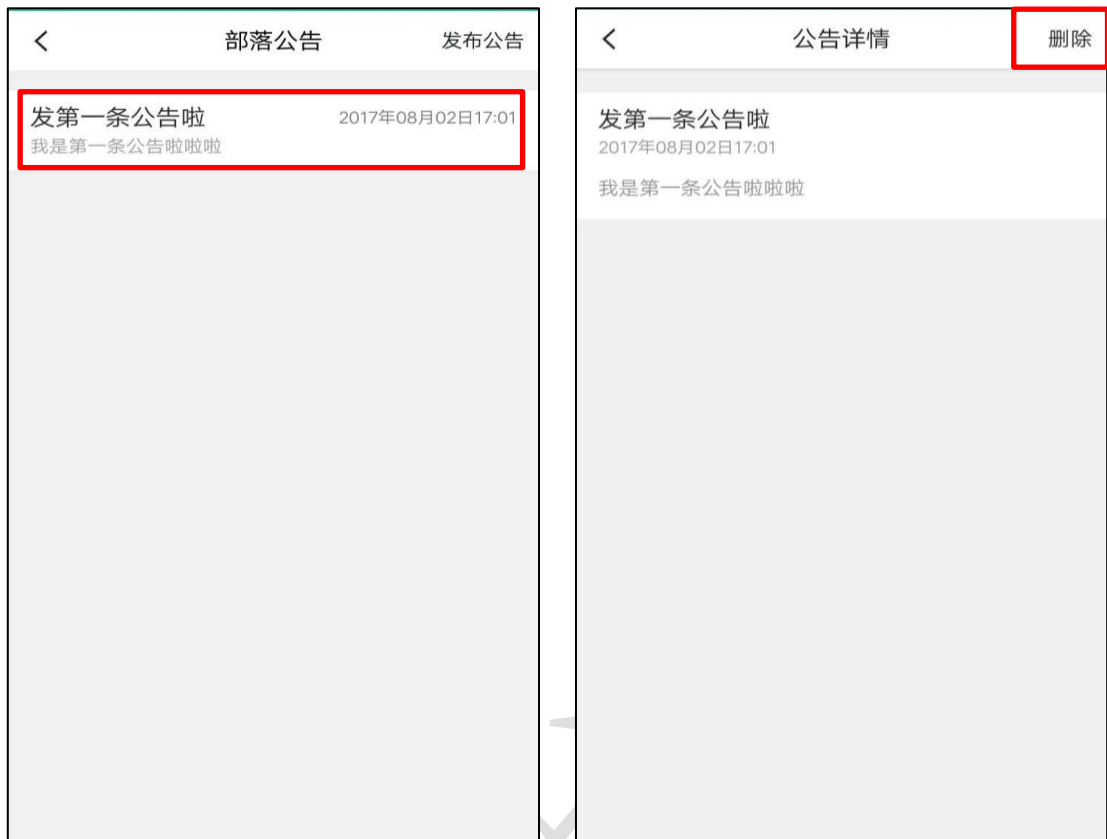 部落公告 发布公告
发第一条公告啦 2017年08月02日17:01
我是第一条公告啦啦啦
公告详情 删除
发第一条公告啦
2017年08月02日17:01
我是第一条公告啦啦啦